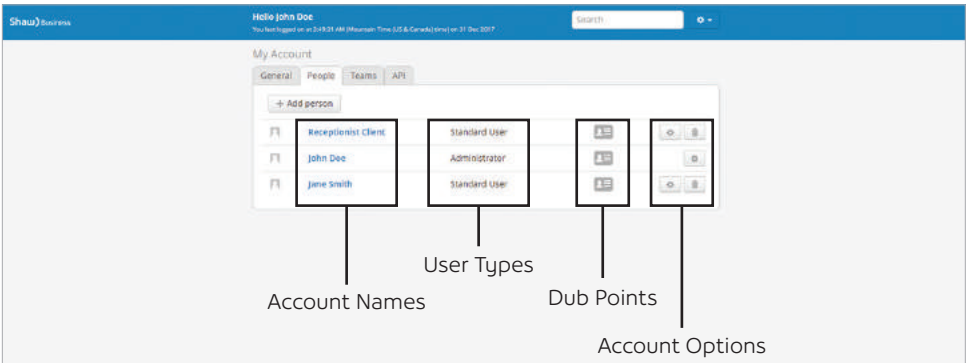 Shaw) Business
Hello John Doe
You last logged on at 2:49:21 AM (Mountain Time (US & Canada) time) on 31 Dec 2017
Search
My Account
General People Teams API
+ Add person
Receptionist Client Standard User
John Doe Administrator
Jane Smith Standard User
User Types
Account Names
Dub Points
Account Options